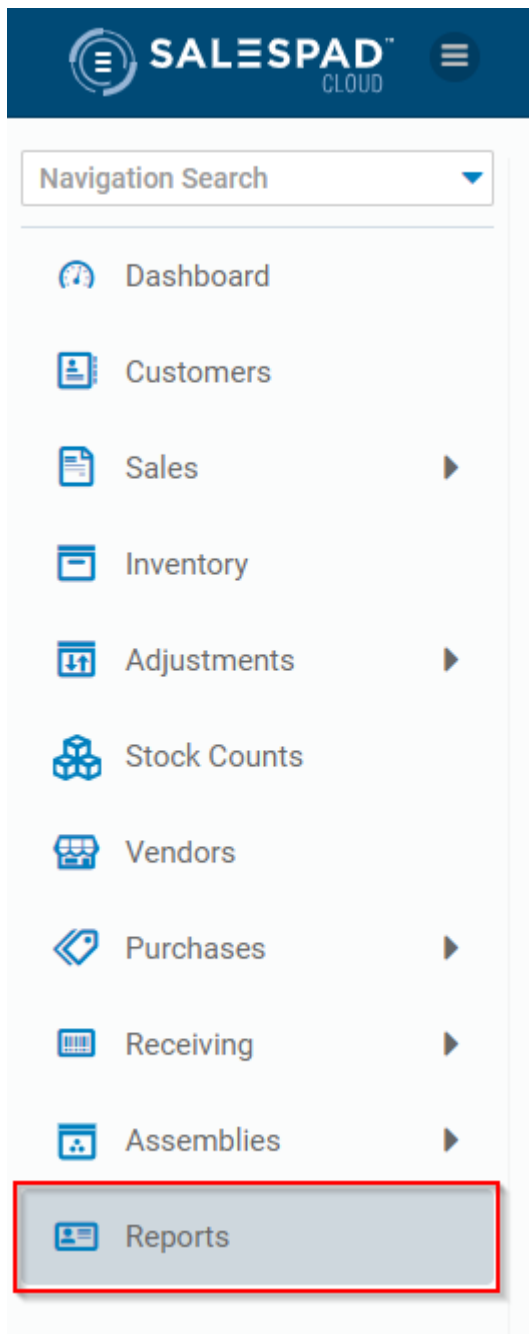 SALESPAD™
CLOUD
Navigation Search
Dashboard
Customers
Sales
Inventory
Adjustments
Stock Counts
Vendors
Purchases
Receiving
Assemblies
Reports